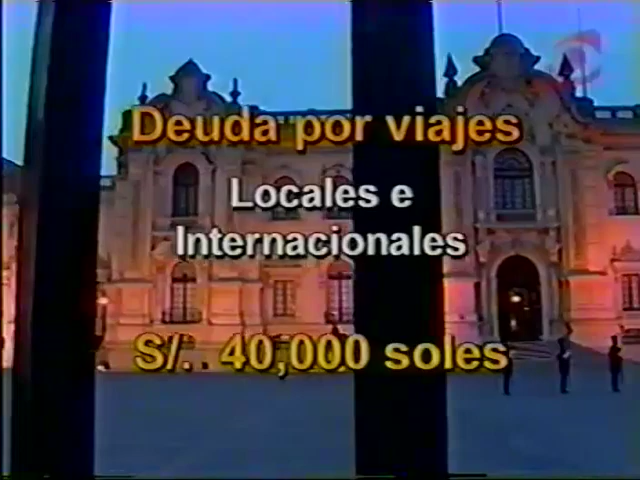 Deuda por viajes
Locales e
Internacionales
S/. 40,000 soles